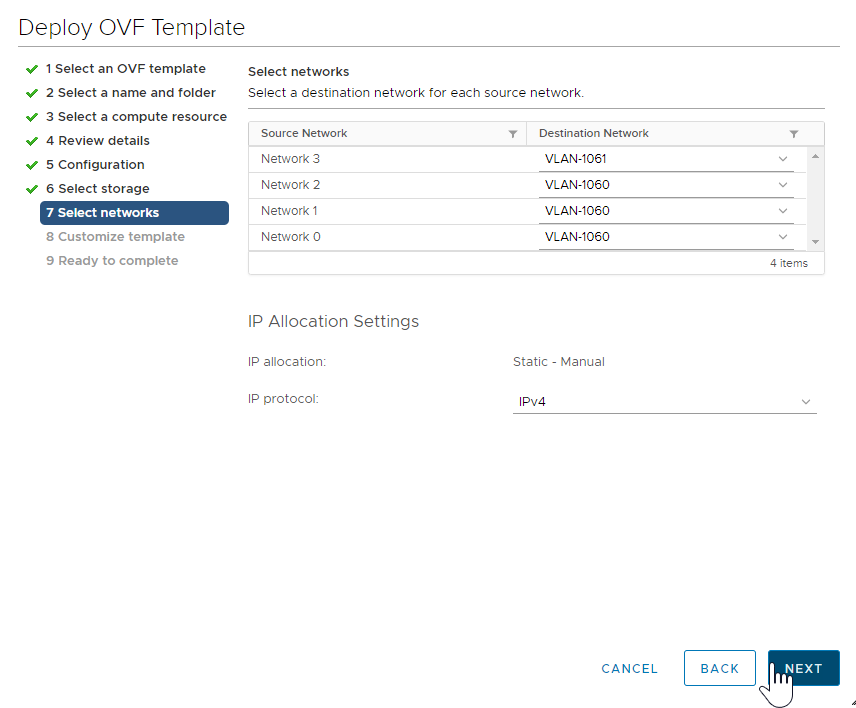 Deploy OVF Template
1 Select an OVF template
2 Select a name and folder
3 Select a compute resource
4 Review details
5 Configuration
6 Select storage
7 Select networks
8 Customize template
9 Ready to complete
Select networks
Select a destination network for each source network.
Source Network Destination Network
Network 3 VLAN-1061
Network 2 VLAN-1060
Network 1 VLAN-1060
Network 0 VLAN-1060
4 items
IP Allocation Settings
IP allocation: Static - Manual
IP protocol: IPv4
CANCEL BACK NEXT